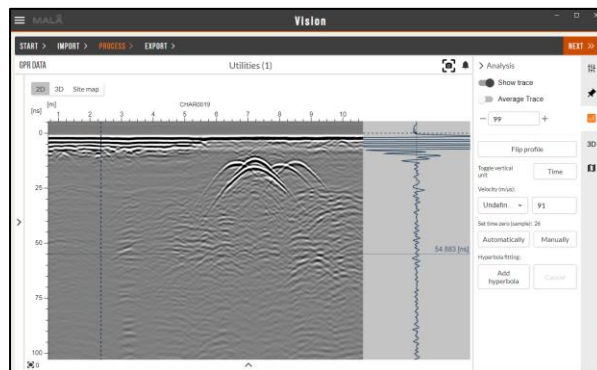 MALÅ
Vision
START > IMPORT > PROCESS > EXPORT >
NEXT >>
GPR DATA
Utilities (1)
> Analysis
2D 3D Site map
Show trace
[m]
CHAR0019
[ns]
1 2 3 4 5 6 7 8 9 10
Average Trace
0
25
50
75
100
− 99 +
3D
Flip profile
Toggle vertical unit
Time
Velocity (m/µs):
Undefin... 91
Set time zero (sample): 26
Automatically Manually
54.883 [ns]
Hyperbola fitting:
Add hyperbola
Cancel
0